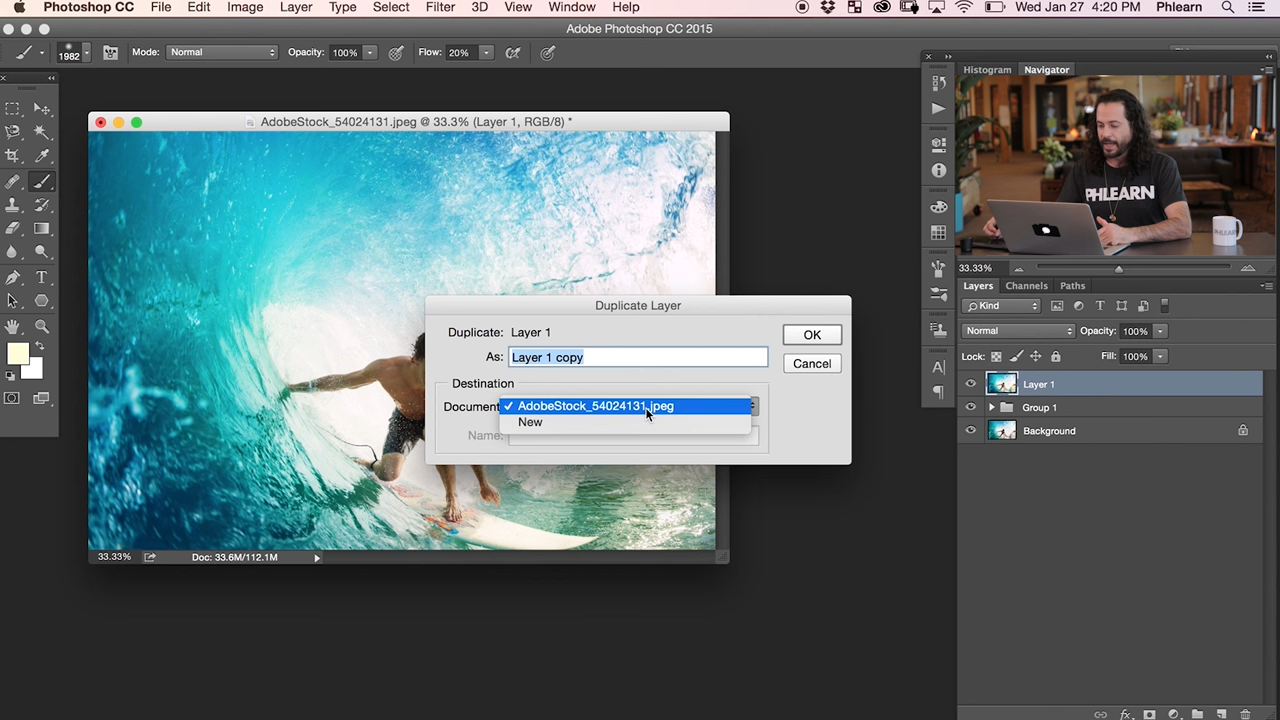 Photoshop CC File Edit Image Layer Type Select Filter 3D View Window Help Wed Jan 27 4:20 PM Phlearn
Adobe Photoshop CC 2015
1982 Mode: Normal Opacity: 100% Flow: 20%
Histogram Navigator
AdobeStock_54024131.jpeg @ 33.3% (Layer 1, RGB/8) *
PHLEARN
33.33%
Layers Channels Paths
Kind
Normal Opacity: 100%
Lock: Fill: 100%
Layer 1
Group 1
Background
Duplicate Layer
Duplicate: Layer 1
As: Layer 1 copy
OK
Cancel
Destination
Document: ✓ AdobeStock_54024131.jpeg
New
Name:
33.33% Doc: 33.6M/112.1M